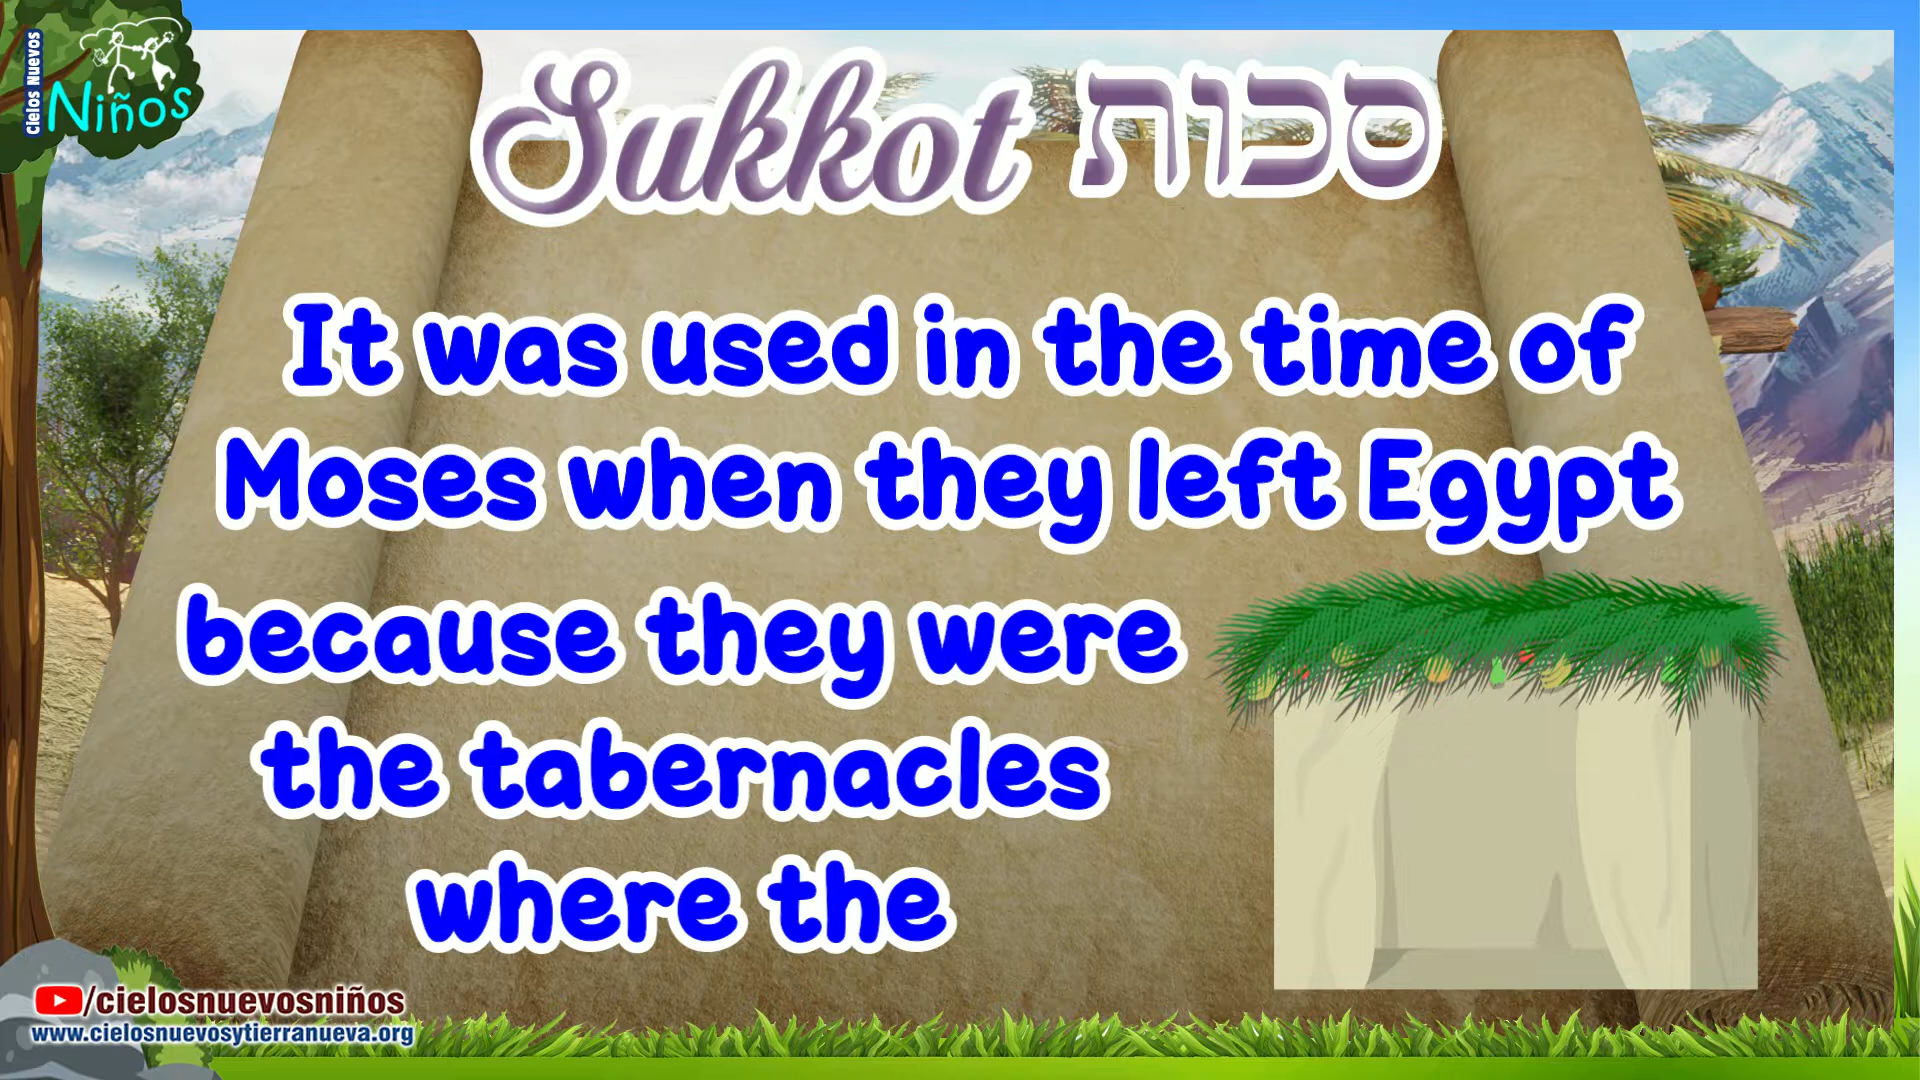 Cielos Nuevos
Niños
Sukkot סכות
It was used in the time of
Moses when they left Egypt
because they were
the tabernacles
where the
/cielosnuevosniños
www.cielosnuevosytierranueva.org